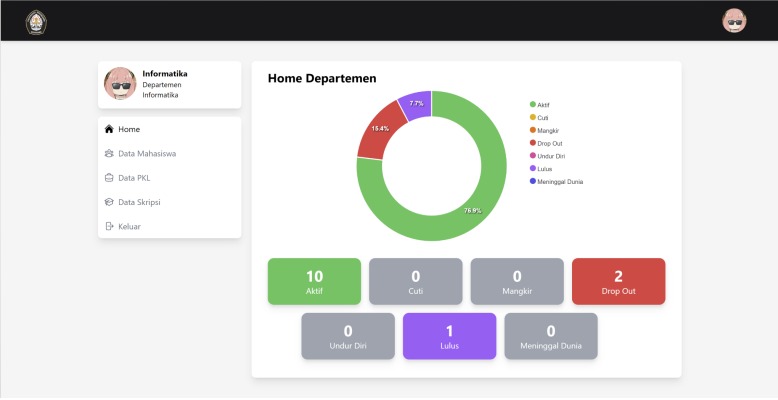 Informatika
Departemen
Informatika
Home
Data Mahasiswa
Data PKL
Data Skripsi
Keluar
Home Departemen
7.7%
15.4%
76.9%
Aktif
Cuti
Mangkir
Drop Out
Undur Diri
Lulus
Meninggal Dunia
10
Aktif
0
Cuti
0
Mangkir
2
Drop Out
0
Undur Diri
1
Lulus
0
Meninggal Dunia